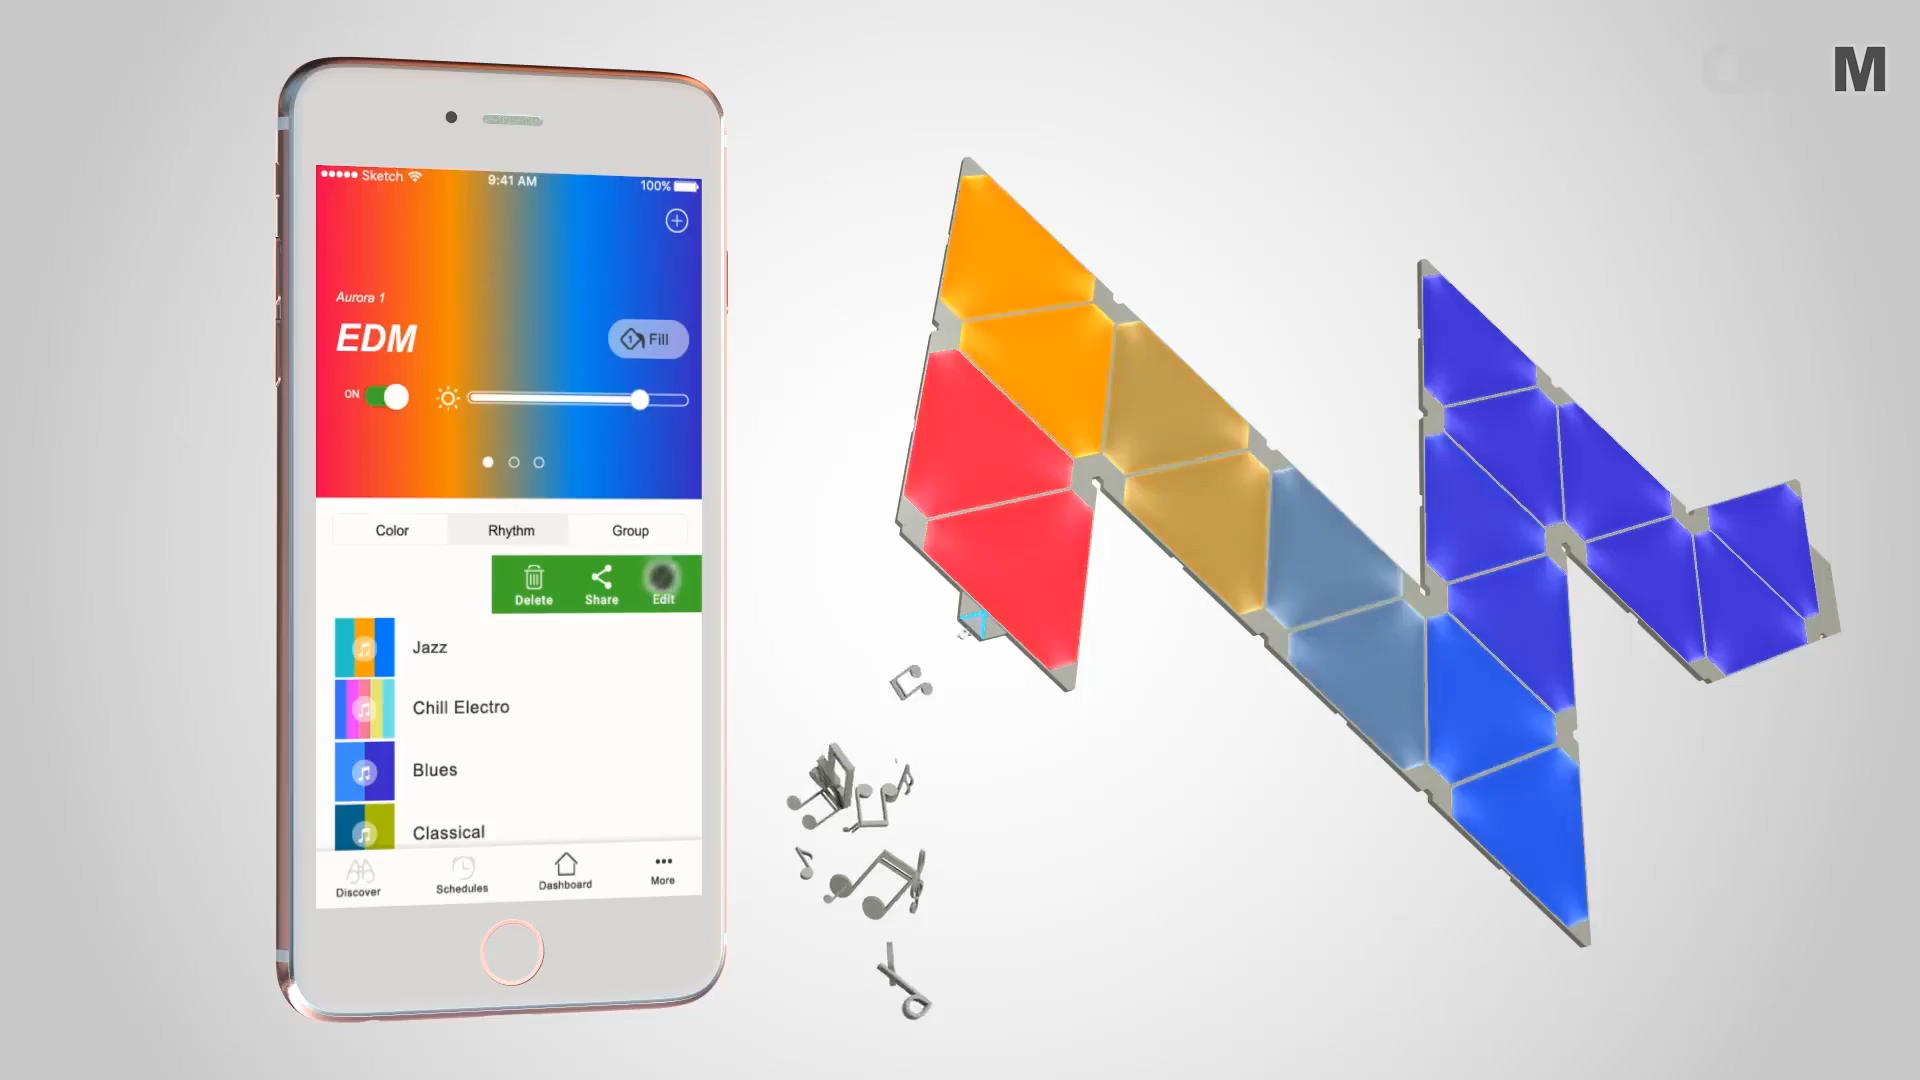 M
Sketch 9:41 AM 100%
Aurora 1
EDM
Fill
ON
Color Rhythm Group
Delete Share Edit
Jazz
Chill Electro
Blues
Classical
Discover Schedules Dashboard More